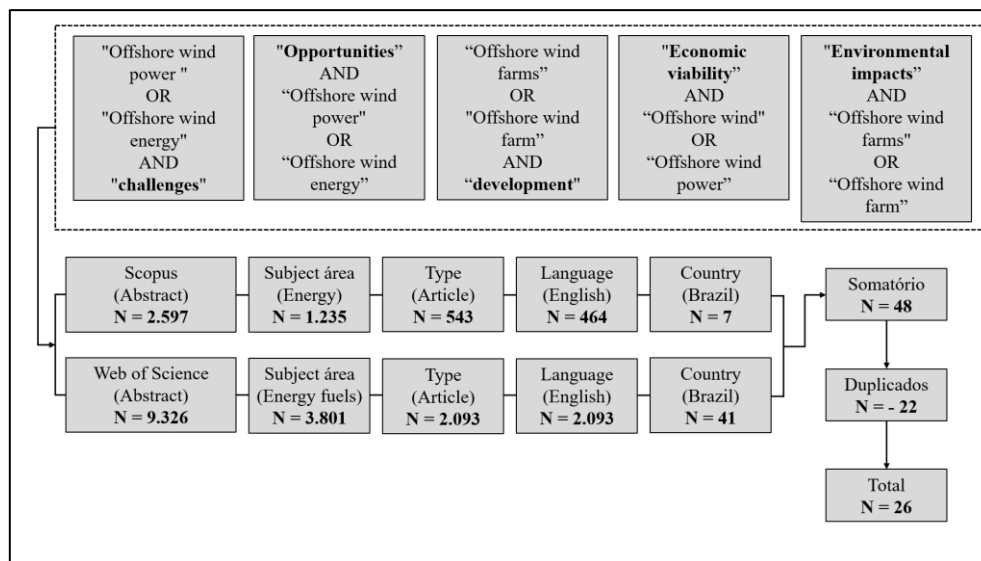 "Offshore wind
power "
OR
"Offshore wind
energy"
AND
"challenges"
"Opportunities”
AND
“Offshore wind
power"
OR
“Offshore wind
energy”
“Offshore wind
farms”
OR
"Offshore wind
farm”
AND
“development"
"Economic
viability”
AND
“Offshore wind"
OR
“Offshore wind
power”
"Environmental
impacts”
AND
“Offshore wind
farms"
OR
“Offshore wind
farm”
Scopus
(Abstract)
N = 2.597
Subject área
(Energy)
N = 1.235
Type
(Article)
N = 543
Language
(English)
N = 464
Country
(Brazil)
N = 7
Somatório
N = 48
Web of Science
(Abstract)
N = 9.326
Subject área
(Energy fuels)
N = 3.801
Type
(Article)
N = 2.093
Language
(English)
N = 2.093
Country
(Brazil)
N = 41
Duplicados
N = - 22
Total
N = 26